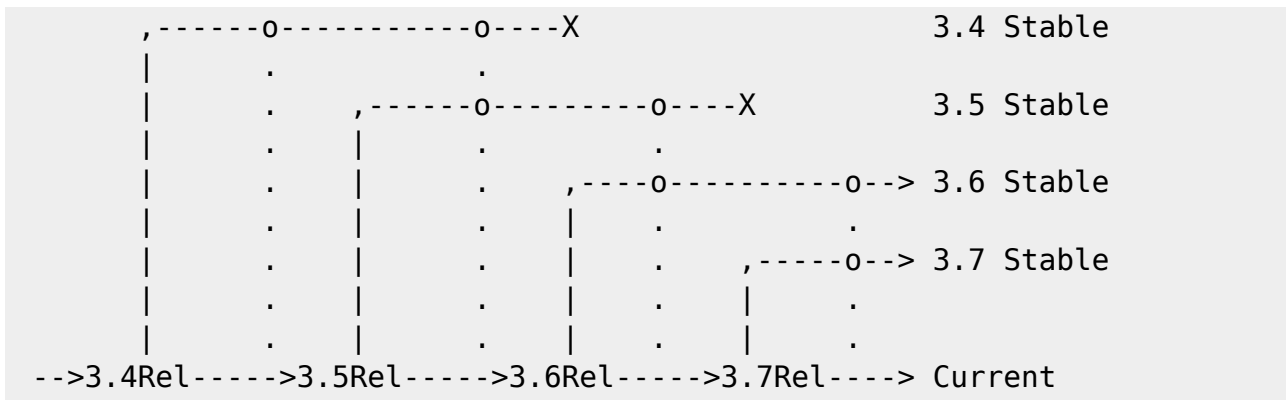 ,------o-----------o----X                    3.4 Stable
       |      .           .
       |      .    ,------o---------o----X          3.5 Stable
       |      .    |      .         .
       |      .    |      .    ,----o----------o--> 3.6 Stable
       |      .    |      .    |    .          .
       |      .    |      .    |    .    ,-----o--> 3.7 Stable
       |      .    |      .    |    .    |     .
       |      .    |      .    |    .    |     .
 -->3.4Rel----->3.5Rel----->3.6Rel----->3.7Rel----> Current